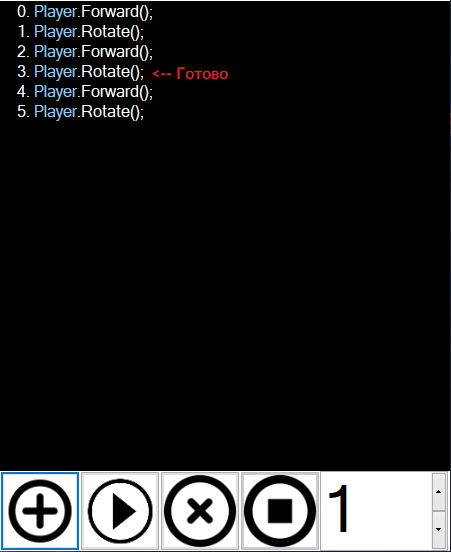 0. Player.Forward();
1. Player.Rotate();
2. Player.Forward();
3. Player.Rotate(); <-- Готово
4. Player.Forward();
5. Player.Rotate();
1